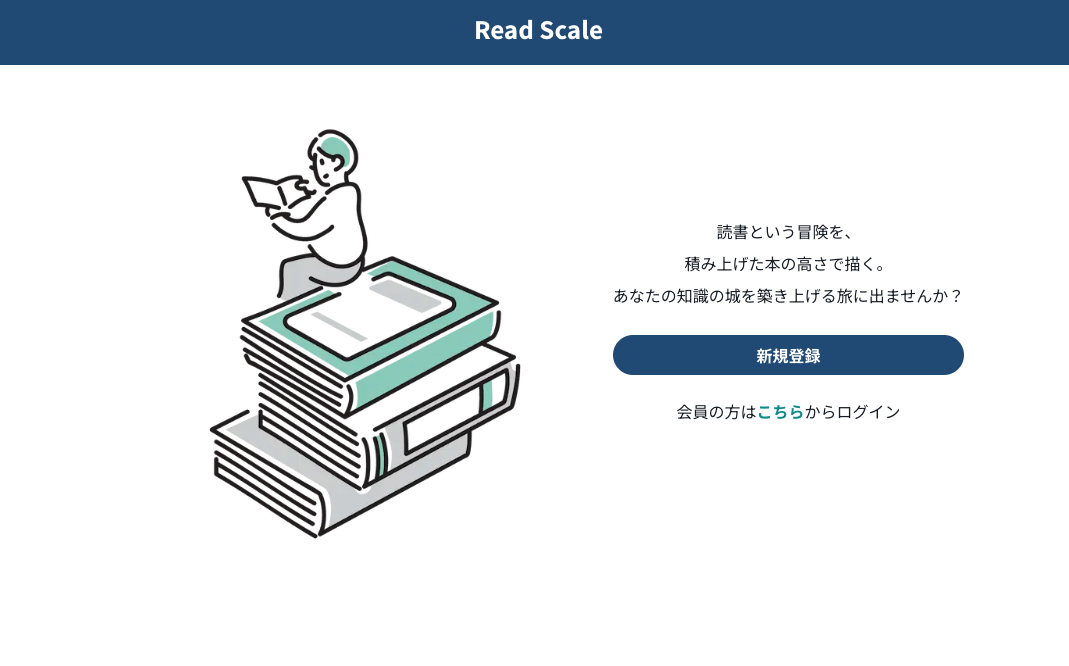 Read Scale
読書という冒険を、
積み上げた本の高さで描く。
あなたの知識の城を築き上げる旅に出ませんか？
新規登録
会員の方はこちらからログイン